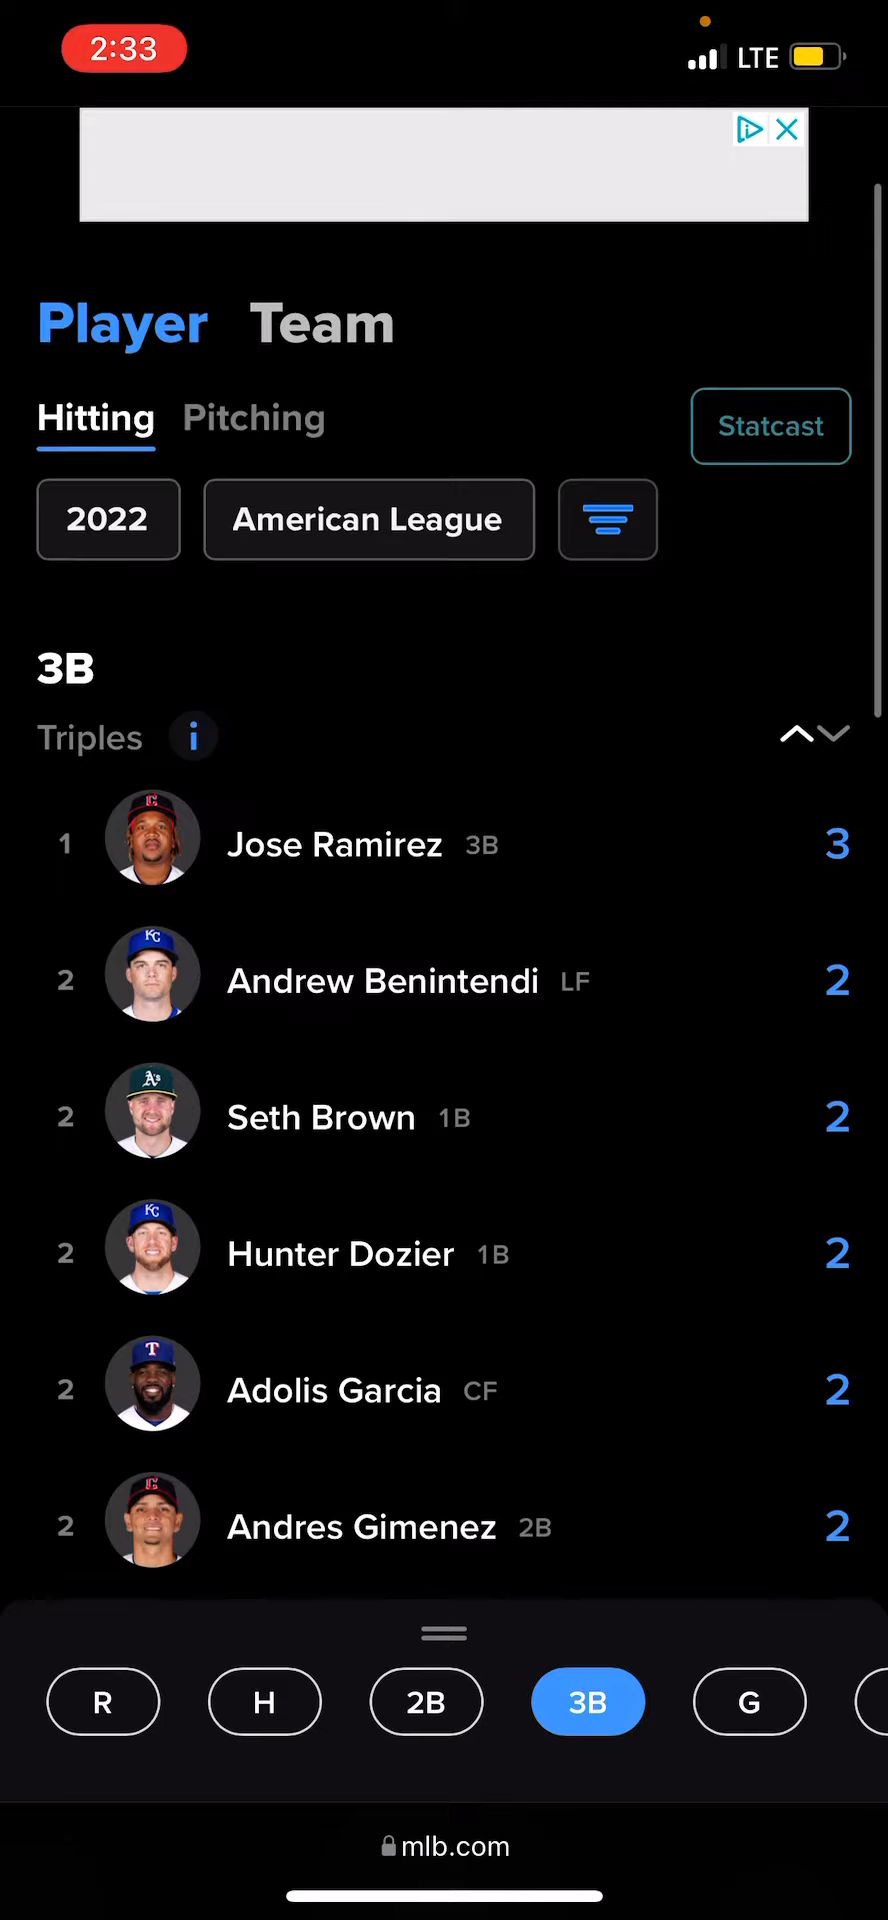 2:33
LTE
Player Team
Hitting Pitching
Statcast
2022 American League
3B
Triples i
1 Jose Ramirez 3B 3
2 Andrew Benintendi LF 2
2 Seth Brown 1B 2
2 Hunter Dozier 1B 2
2 Adolis Garcia CF 2
2 Andres Gimenez 2B 2
R H 2B 3B G
mlb.com